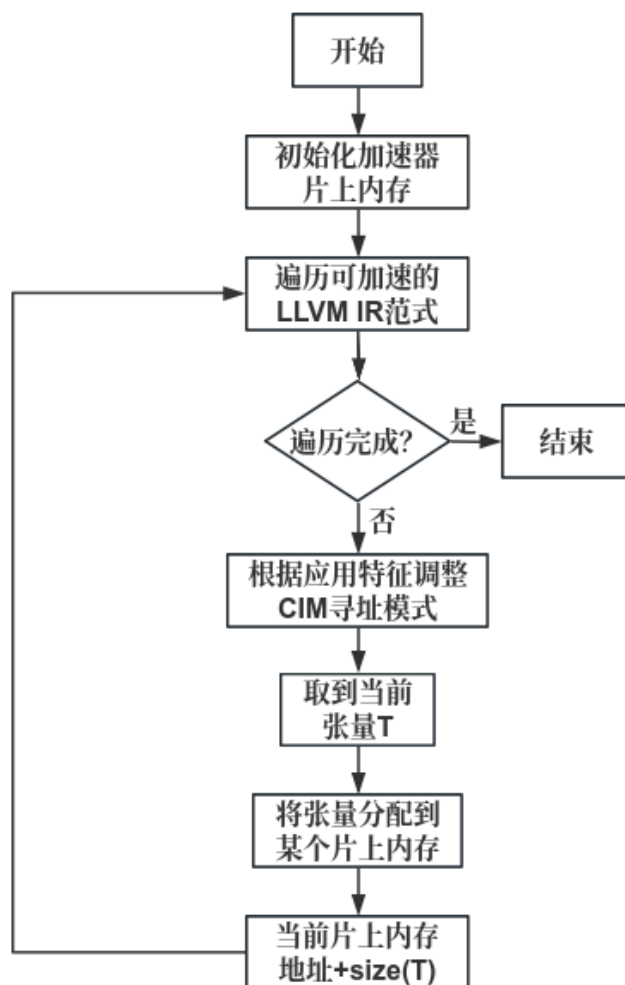 开始
初始化加速器
片上内存
遍历可加速的
LLVM IR范式
遍历完成?
是
结束
否
根据应用特征调整
CIM寻址模式
取到当前
张量T
将张量分配到
某个片上内存
当前片上内存
地址+size(T)